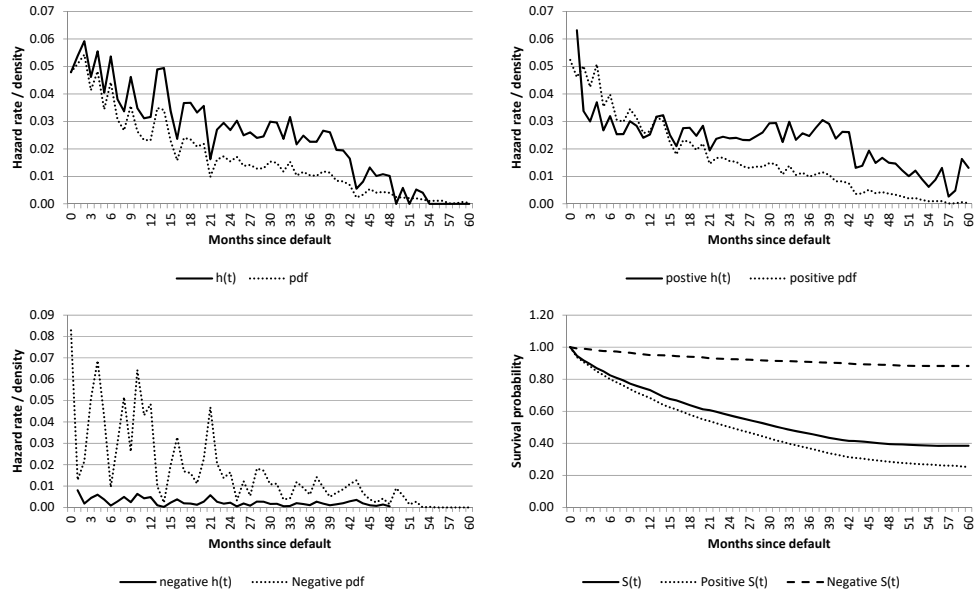 0.07
0.06
0.05
0.04
0.03
0.02
0.01
0.00
Hazard rate / density
0 3 6 9 12 15 18 21 24 27 30 33 36 39 42 45 48 51 54 57 60
Months since default
h(t) pdf
0.07
0.06
0.05
0.04
0.03
0.02
0.01
0.00
Hazard rate / density
0 3 6 9 12 15 18 21 24 27 30 33 36 39 42 45 48 51 54 57 60
Months since default
postive h(t) positive pdf
0.09
0.08
0.07
0.06
0.05
0.04
0.03
0.02
0.01
0.00
Hazard rate / density
0 3 6 9 12 15 18 21 24 27 30 33 36 39 42 45 48 51 54 57 60
Months since default
negative h(t) Negative pdf
1.20
1.00
0.80
0.60
0.40
0.20
0.00
Survival probability
0 3 6 9 12 15 18 21 24 27 30 33 36 39 42 45 48 51 54 57 60
Months since default
S(t) Positive S(t) Negative S(t)